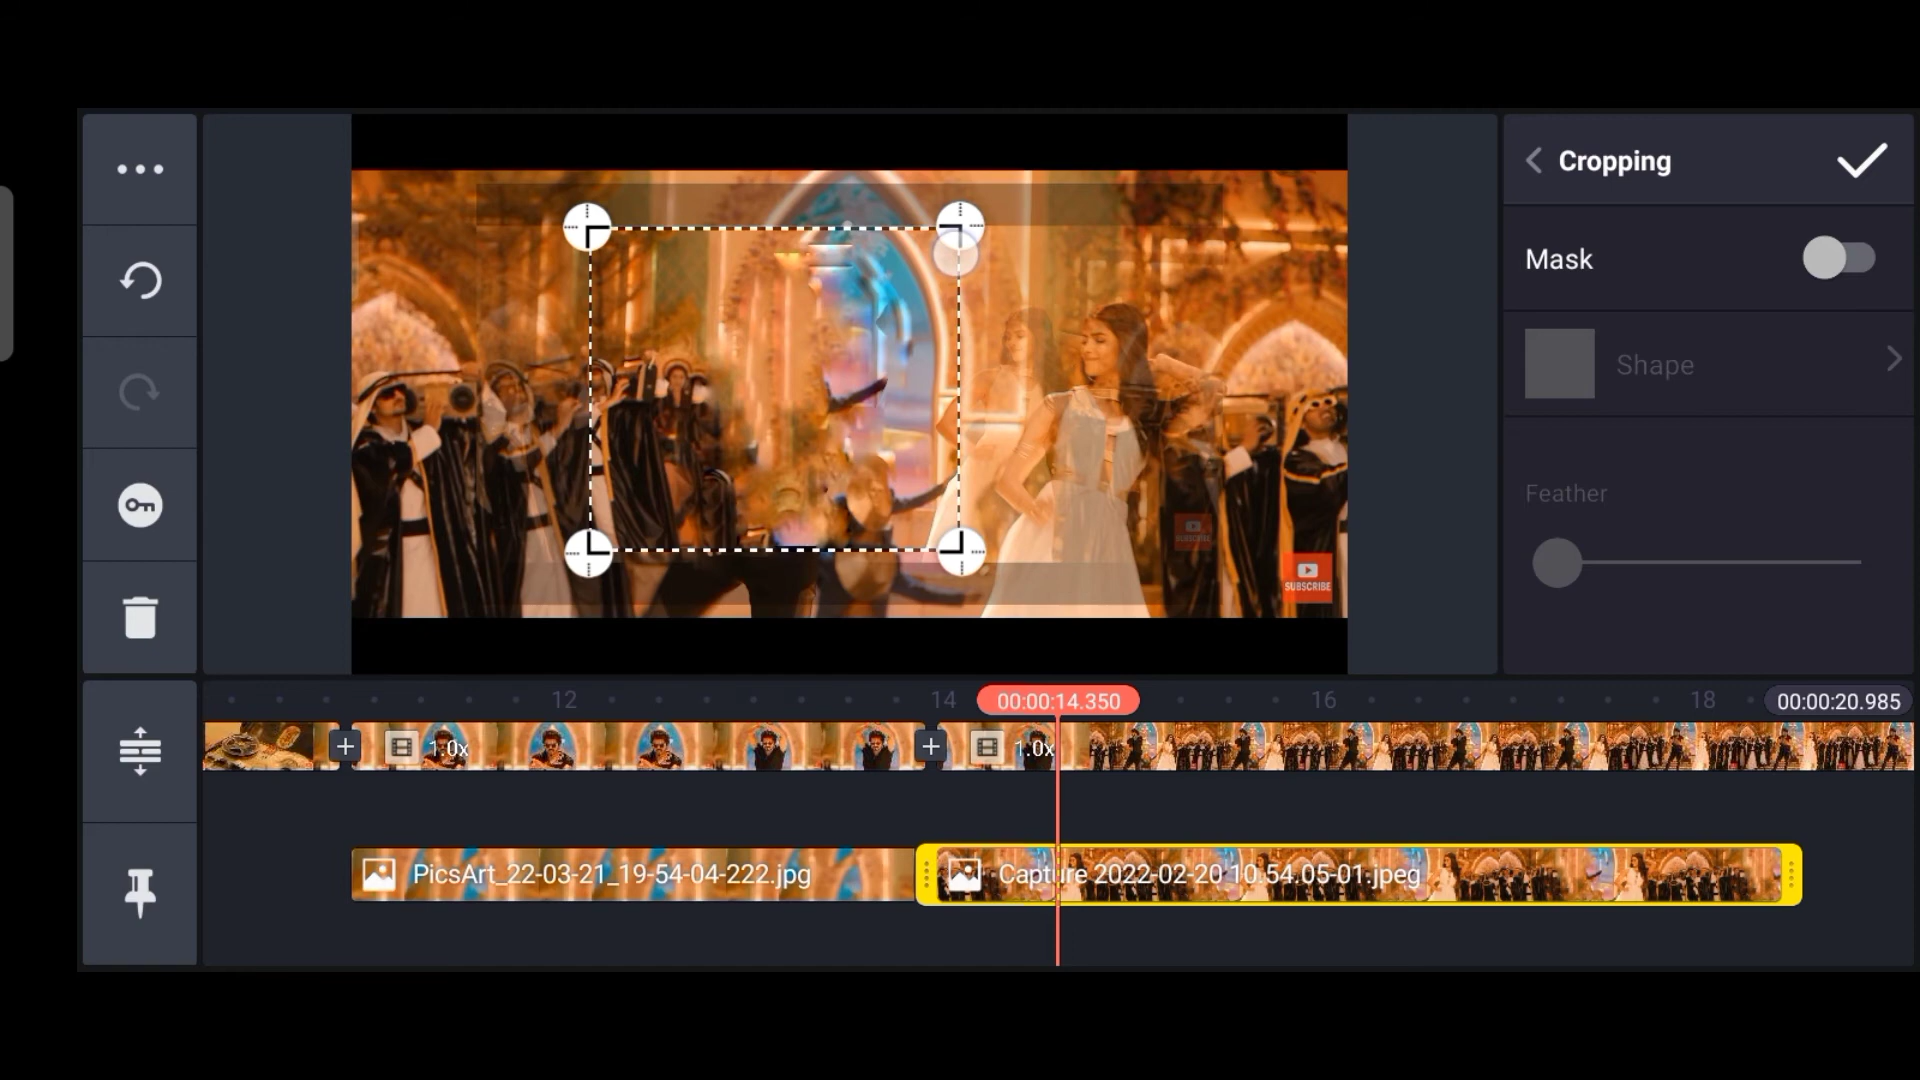 Cropping
Mask
Shape
Feather
SUBSCRIBE
SUBSCRIBE
12
14
00:00:14.350
16
18
00:00:20.985
1.0x
1.0x
PicsArt_22-03-21_19-54-04-222.jpg
Capture 2022-02-20 10.54.05-01.jpeg